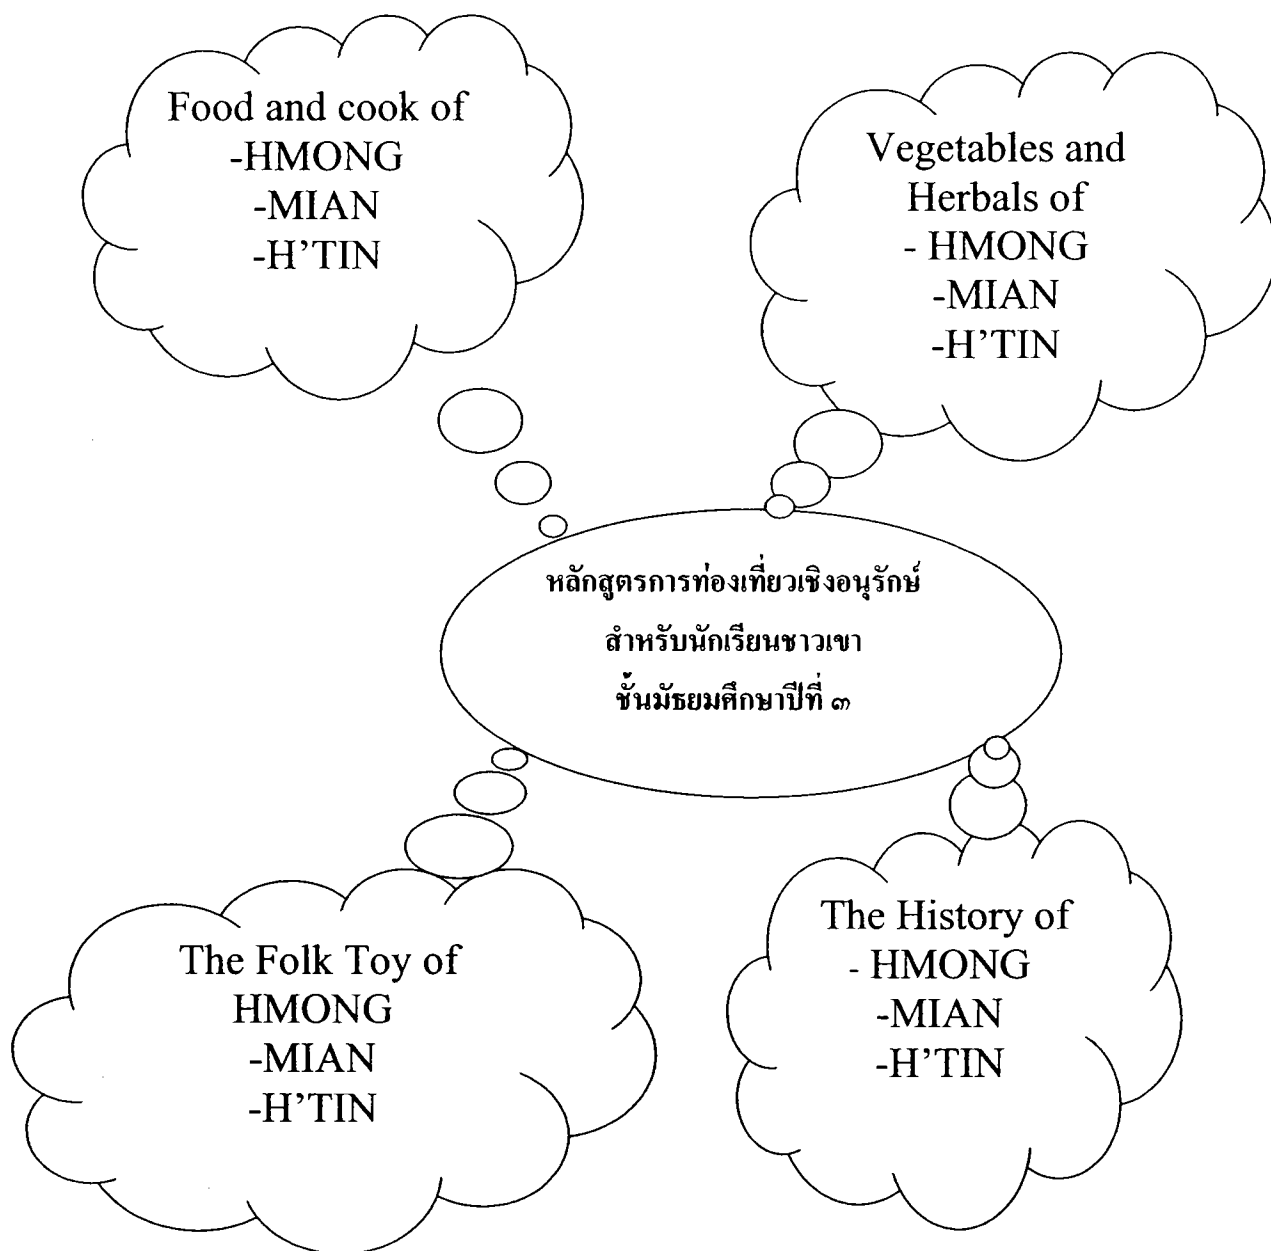 Food and cook of
-HMONG
-MIAN
-H'TIN
Vegetables and
Herbals of
- HMONG
-MIAN
-H'TIN
หลักสูตรการท่องเที่ยวเชิงอนุรักษ์
สำหรับนักเรียนชาวเขา
ชั้นมัธยมศึกษาปีที่ ๓
The Folk Toy of
HMONG
-MIAN
-H'TIN
The History of
- HMONG
-MIAN
-H'TIN